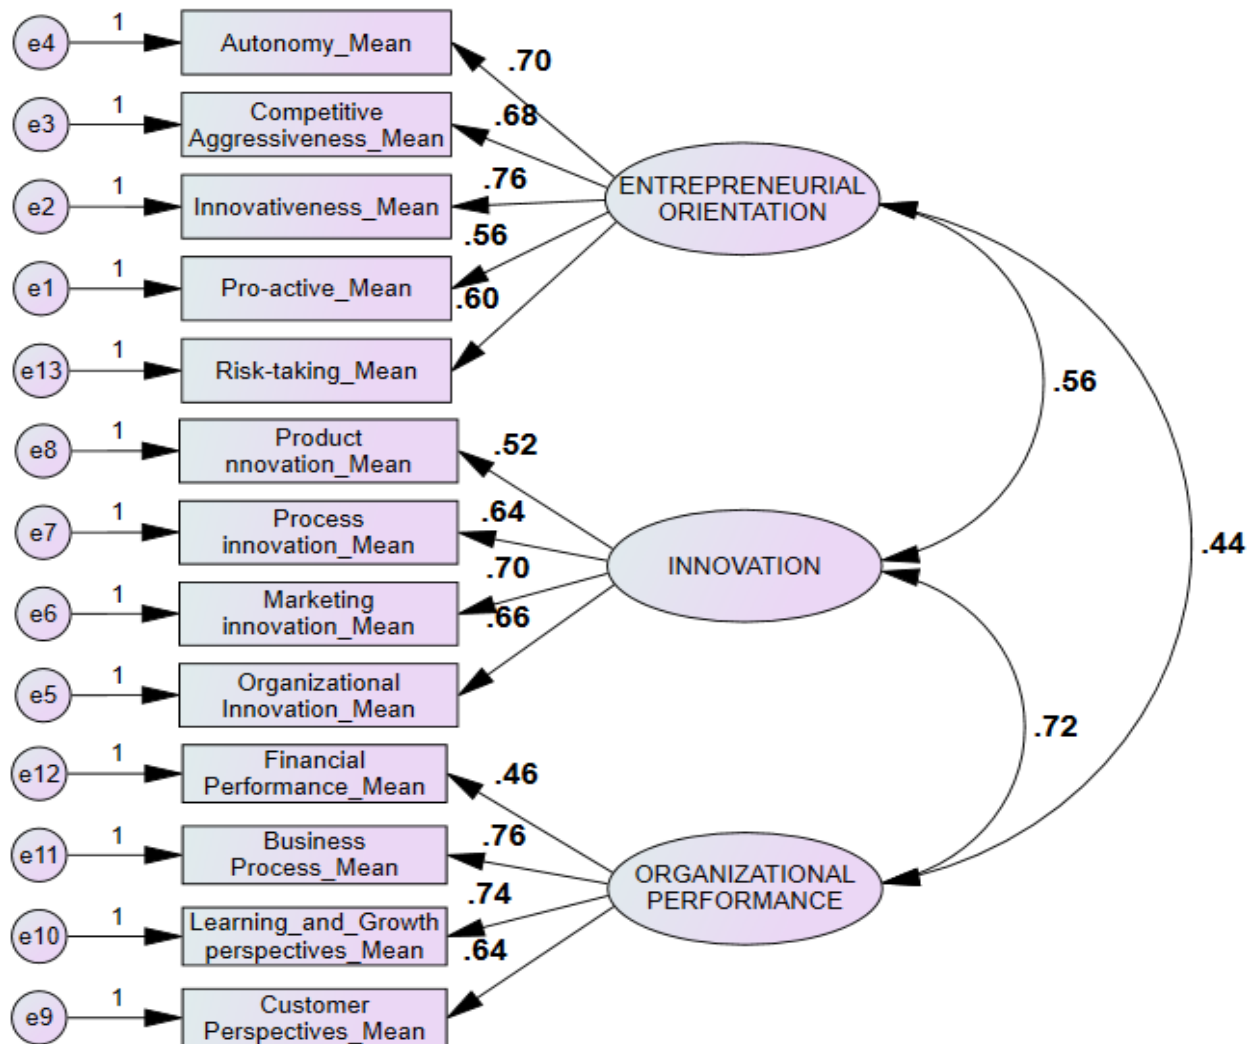 e4
1
Autonomy_Mean
.70
e3
1
Competitive
Aggressiveness_Mean
.68
e2
1
Innovativeness_Mean
.76
ENTREPRENEURIAL
ORIENTATION
e1
1
Pro-active_Mean
.56
e13
1
Risk-taking_Mean
.60
.56
e8
1
Product
nnovation_Mean
.52
e7
1
Process
innovation_Mean
.64
INNOVATION
.44
e6
1
Marketing
innovation_Mean
.70
e5
1
Organizational
Innovation_Mean
.66
.72
e12
1
Financial
Performance_Mean
.46
e11
1
Business
Process_Mean
.76
ORGANIZATIONAL
PERFORMANCE
e10
1
Learning_and_Growth
perspectives_Mean
.74
e9
1
Customer
Perspectives_Mean
.64